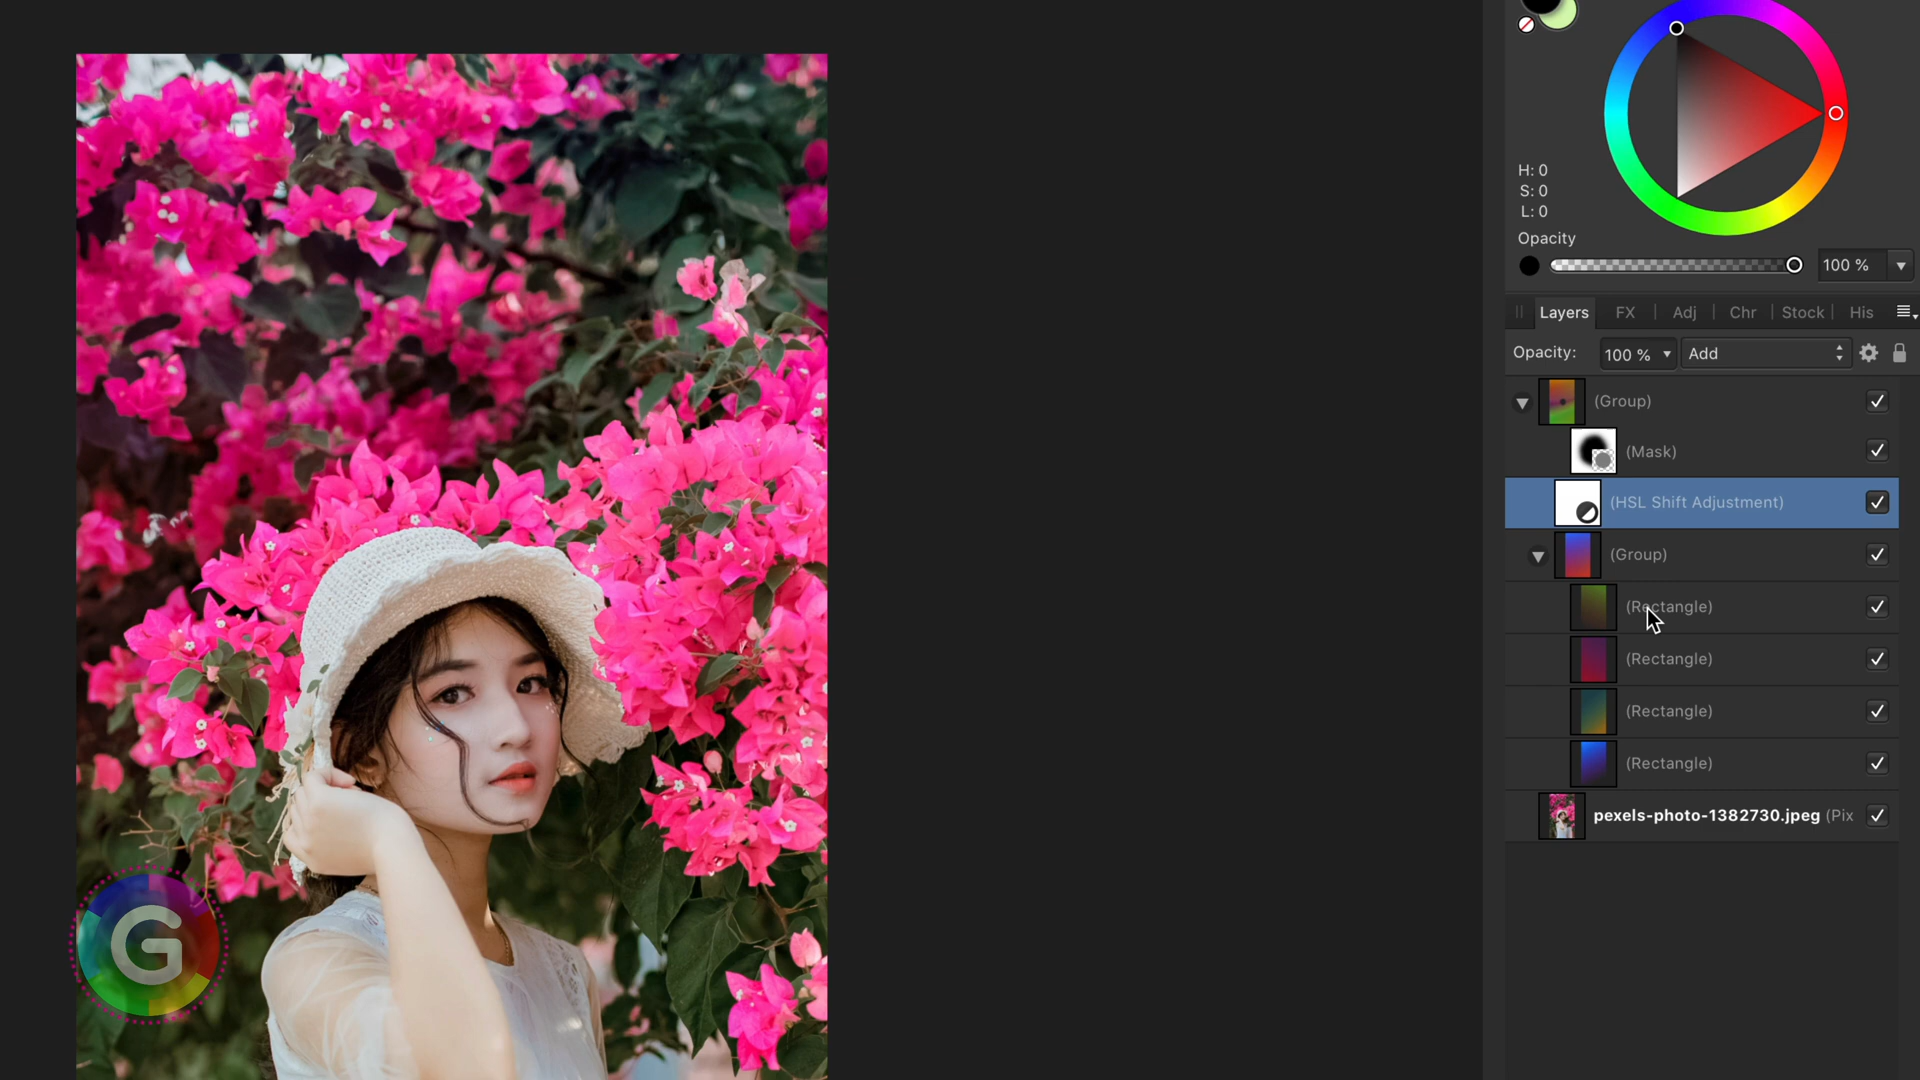 H: 0
S: 0
L: 0
Opacity
100 %
Layers FX Adj Chr Stock His
Opacity: 100 % Add
(Group)
(Mask)
(HSL Shift Adjustment)
(Group)
(Rectangle)
(Rectangle)
(Rectangle)
(Rectangle)
pexels-photo-1382730.jpeg (Pix
G